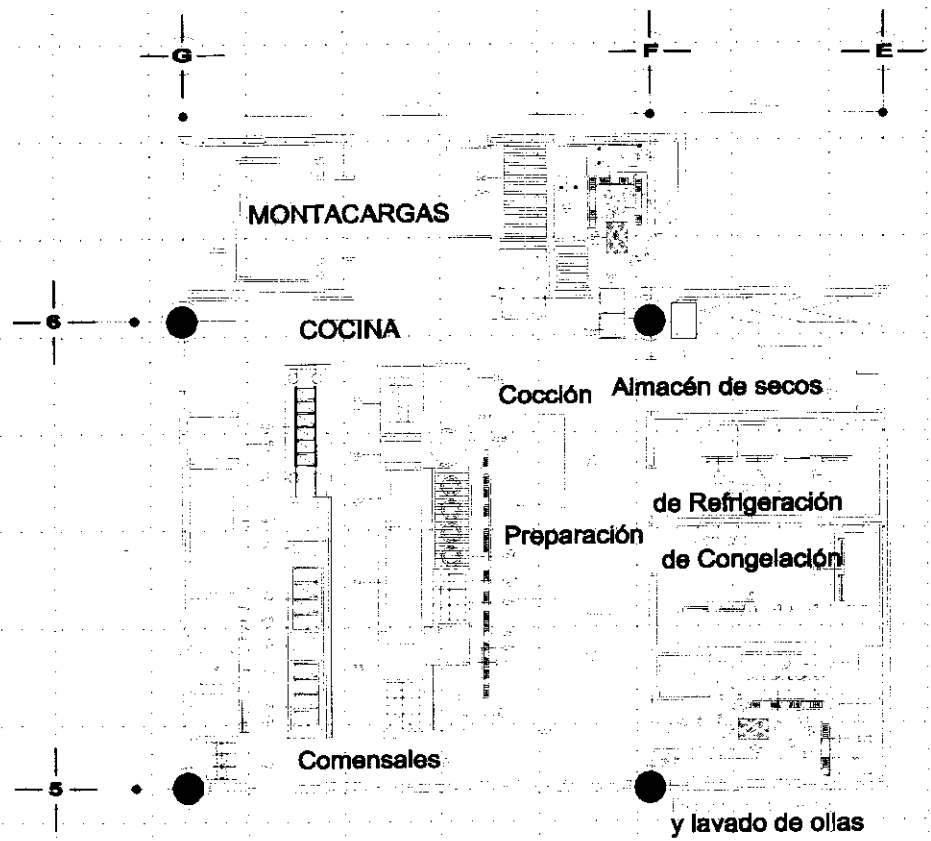 G
F
E
MONTACARGAS
6
COCINA
Cocción
Almacén de secos
de Refrigeración
Preparación
de Congelación
Comensales
5
y lavado de ollas